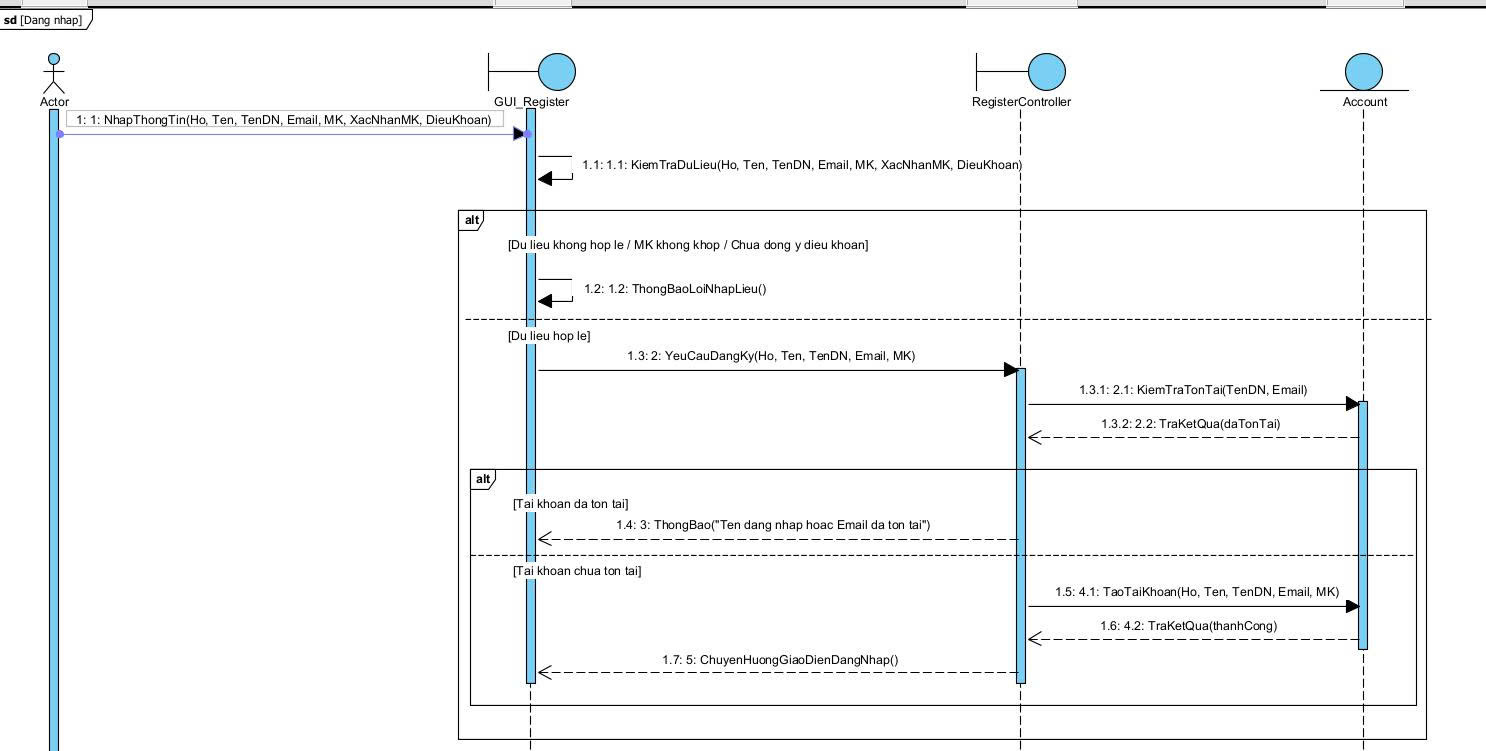 sd [Dang nhap]
Actor
GUI_Register
RegisterController
Account
1: 1: NhapThongTin(Ho, Ten, TenDN, Email, MK, XacNhanMK, DieuKhoan)
1.1: 1.1: KiemTraDuLieu(Ho, Ten, TenDN, Email, MK, XacNhanMK, DieuKhoan)
alt
[Du lieu khong hop le / MK khong khop / Chua dong y dieu khoan]
1.2: 1.2: ThongBaoLoiNhapLieu()
[Du lieu hop le]
1.3: 2: YeuCauDangKy(Ho, Ten, TenDN, Email, MK)
1.3.1: 2.1: KiemTraTonTai(TenDN, Email)
1.3.2: 2.2: TraKetQua(daTonTai)
alt
[Tai khoan da ton tai]
1.4: 3: ThongBao("Ten dang nhap hoac Email da ton tai")
[Tai khoan chua ton tai]
1.5: 4.1: TaoTaiKhoan(Ho, Ten, TenDN, Email, MK)
1.6: 4.2: TraKetQua(thanhCong)
1.7: 5: ChuyenHuongGiaoDienDangNhap()